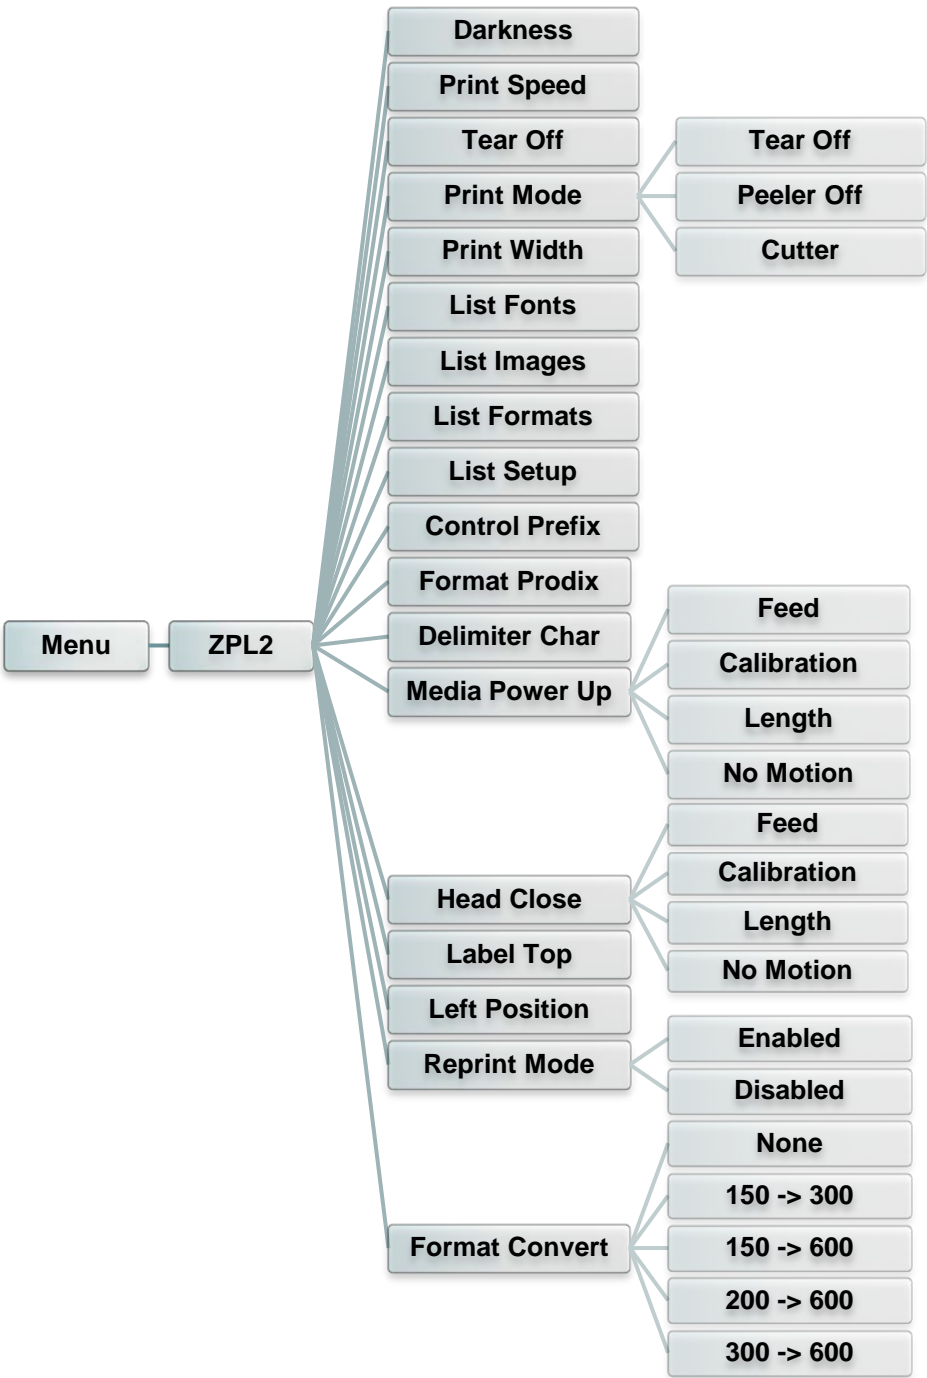 Menu
ZPL2
Darkness
Print Speed
Tear Off
Print Mode
Tear Off
Peeler Off
Cutter
Print Width
List Fonts
List Images
List Formats
List Setup
Control Prefix
Format Prodix
Delimiter Char
Media Power Up
Feed
Calibration
Length
No Motion
Head Close
Feed
Calibration
Length
No Motion
Label Top
Left Position
Reprint Mode
Enabled
Disabled
Format Convert
None
150 -> 300
150 -> 600
200 -> 600
300 -> 600